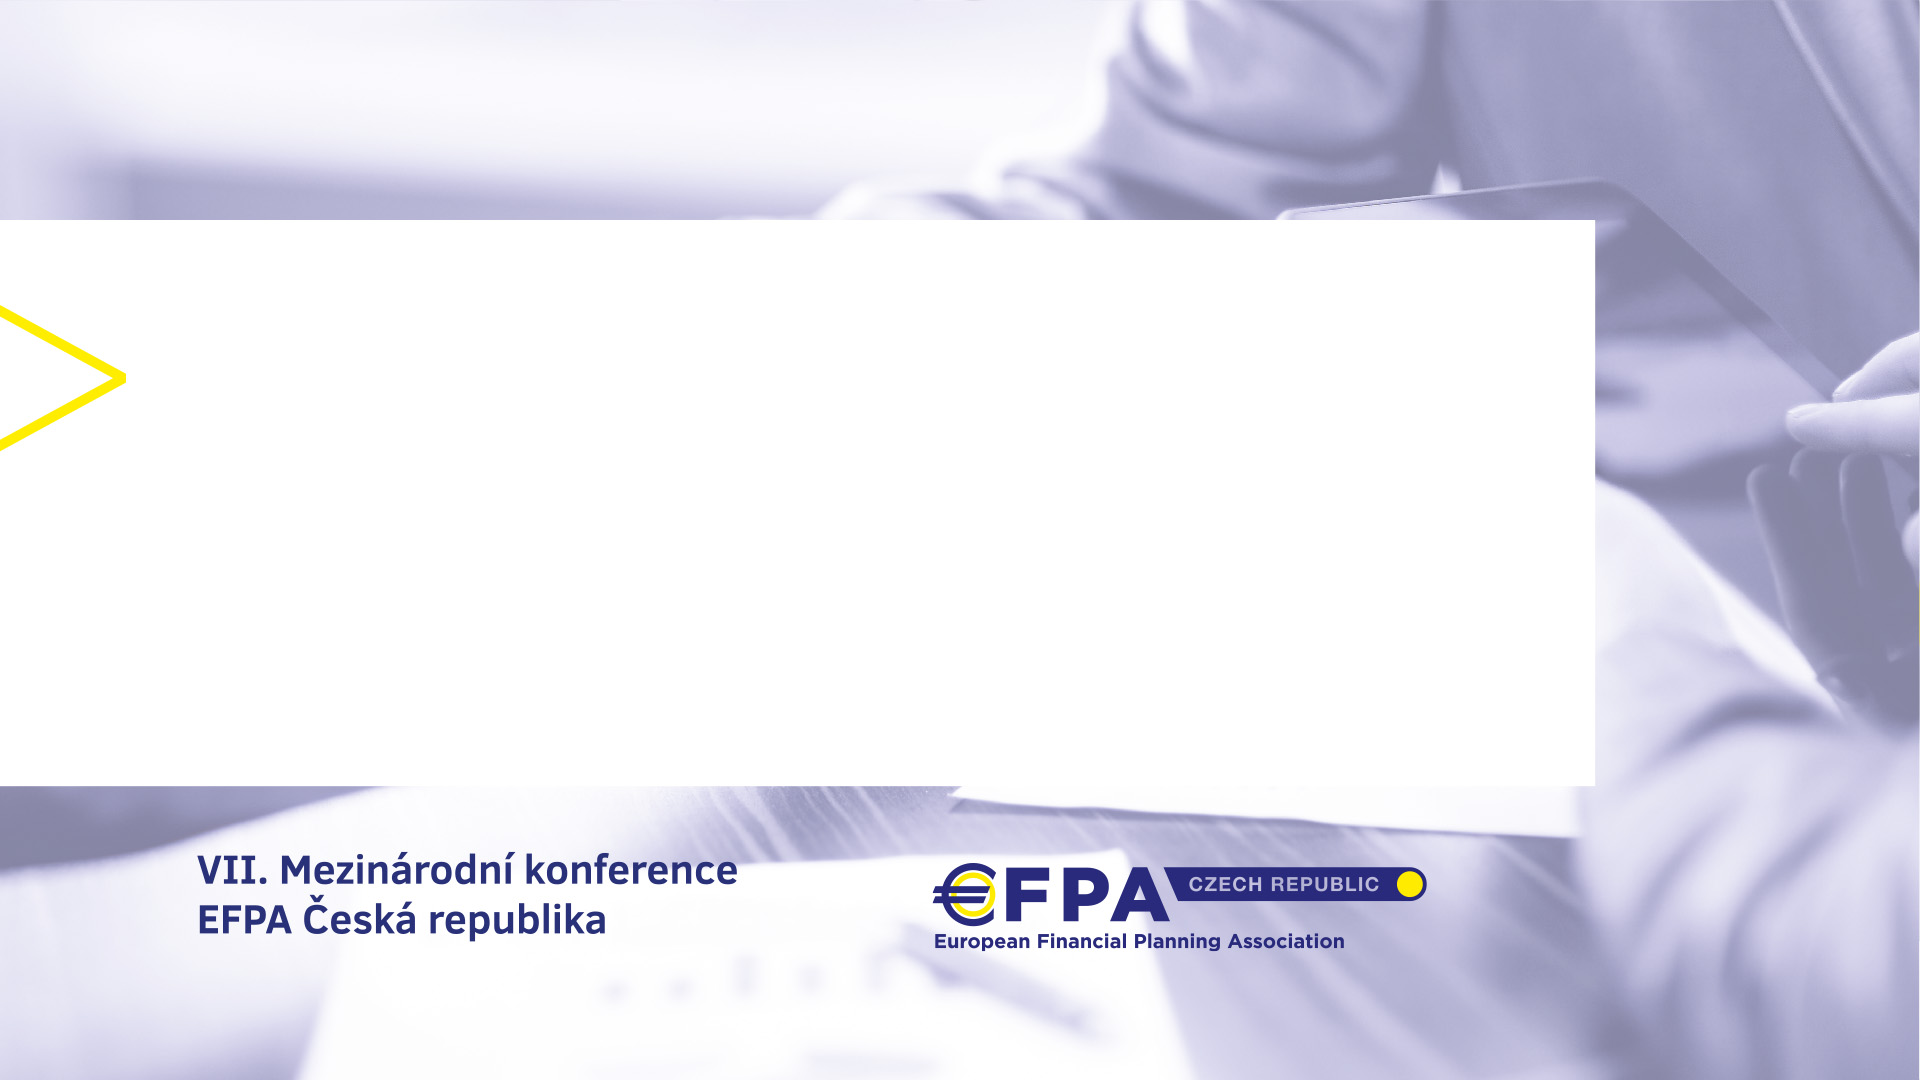 VII. Mezinárodní konference
EFPA Česká republika
EFPA CZECH REPUBLIC
European Financial Planning Association